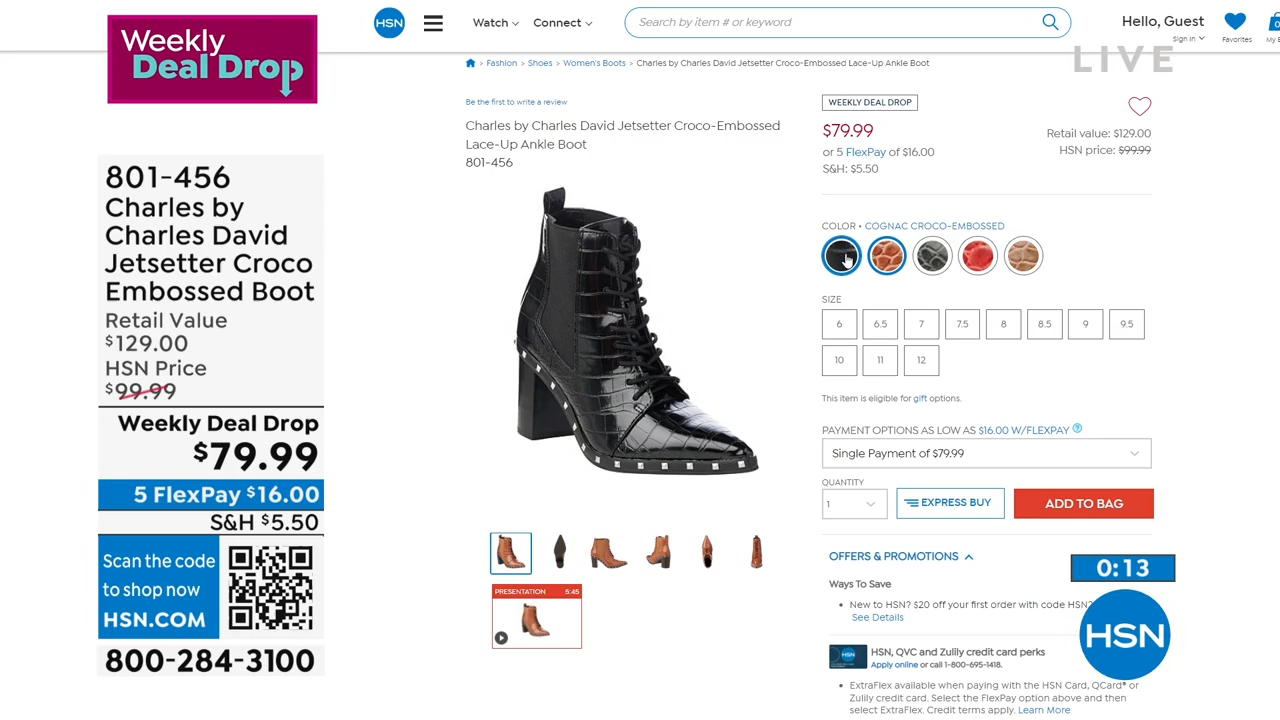 Weekly
Deal Drop
801-456
Charles by
Charles David
Jetsetter Croco
Embossed Boot
Retail Value
$129.00
HSN Price
$99.99
Weekly Deal Drop
$79.99
5 FlexPay $16.00
S&H $5.50
Scan the code
to shop now
HSN.COM
800-284-3100
HSN
Watch
Connect
Search by item # or keyword
Hello, Guest
Sign In
Favorites
0
LIVE
> Fashion > Shoes > Women's Boots > Charles by Charles David Jetsetter Croco-Embossed Lace-Up Ankle Boot
Be the first to write a review
Charles by Charles David Jetsetter Croco-Embossed
Lace-Up Ankle Boot
801-456
PRESENTATION 5:45
WEEKLY DEAL DROP
$79.99
or 5 FlexPay of $16.00
S&H: $5.50
Retail value: $129.00
HSN price: $99.99
COLOR • COGNAC CROCO-EMBOSSED
SIZE
6 6.5 7 7.5 8 8.5 9 9.5
10 11 12
This item is eligible for gift options.
PAYMENT OPTIONS AS LOW AS $16.00 W/FLEXPAY ?
Single Payment of $79.99
QUANTITY
1
EXPRESS BUY
ADD TO BAG
OFFERS & PROMOTIONS
Ways To Save
• New to HSN? $20 off your first order with code HSN2
See Details
HSN, QVC and Zulily credit card perks
Apply online or call 1-800-695-1418.
• ExtraFlex available when paying with the HSN Card, QCard® or
Zulily credit card. Select the FlexPay option above and then
select ExtraFlex. Credit terms apply. Learn More
0:13
HSN